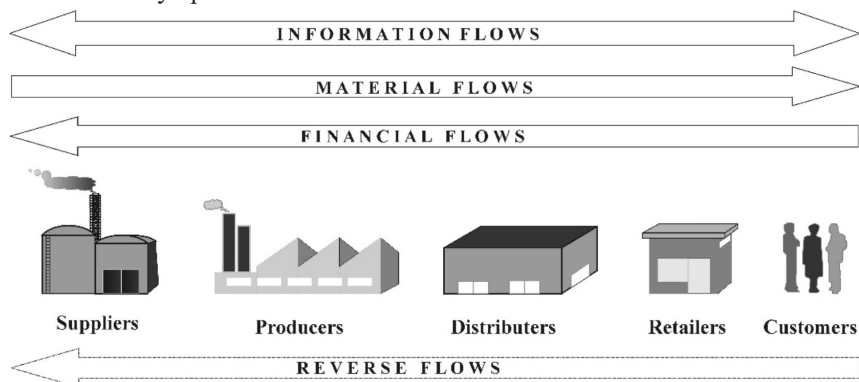 INFORMATION FLOWS
MATERIAL FLOWS
FINANCIAL FLOWS
Suppliers Producers Distributers Retailers Customers
REVERSE FLOWS